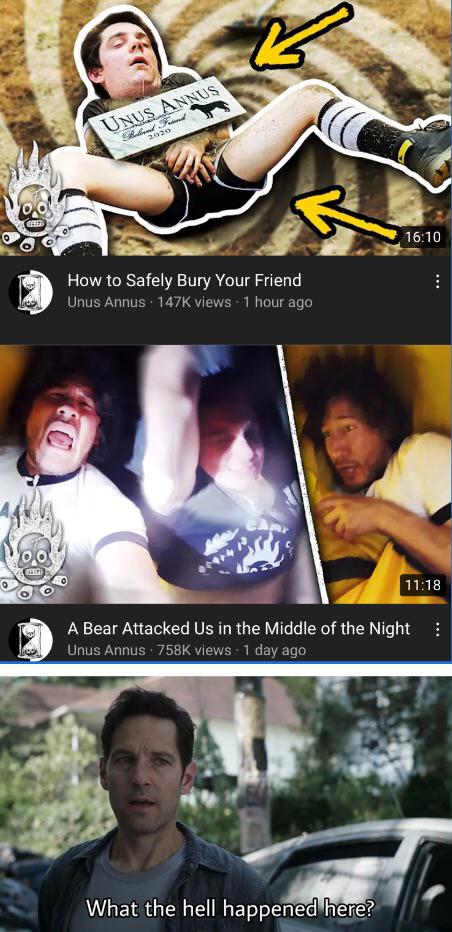 UNUS ANNUS
Beloved Friend
2020
16:10
How to Safely Bury Your Friend
Unus Annus · 147K views · 1 hour ago
11:18
A Bear Attacked Us in the Middle of the Night
Unus Annus · 758K views · 1 day ago
What the hell happened here?